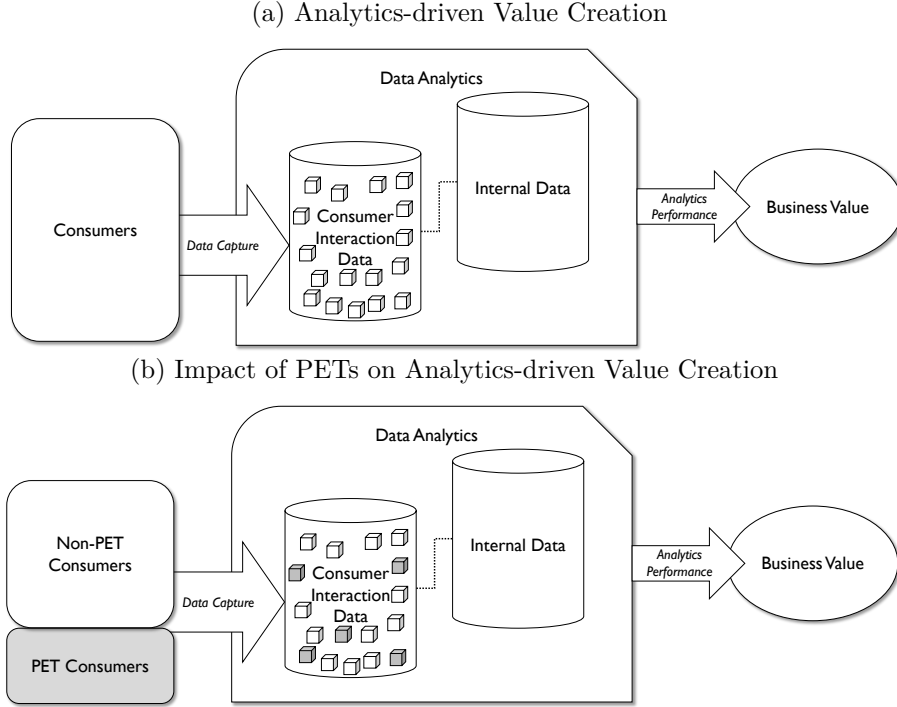 (a) Analytics-driven Value Creation
Data Analytics
Consumers
Data Capture
Consumer
Interaction
Data
Internal Data
Analytics
Performance
Business Value
(b) Impact of PETs on Analytics-driven Value Creation
Data Analytics
Non-PET
Consumers
PET Consumers
Data Capture
Consumer
Interaction
Data
Internal Data
Analytics
Performance
Business Value